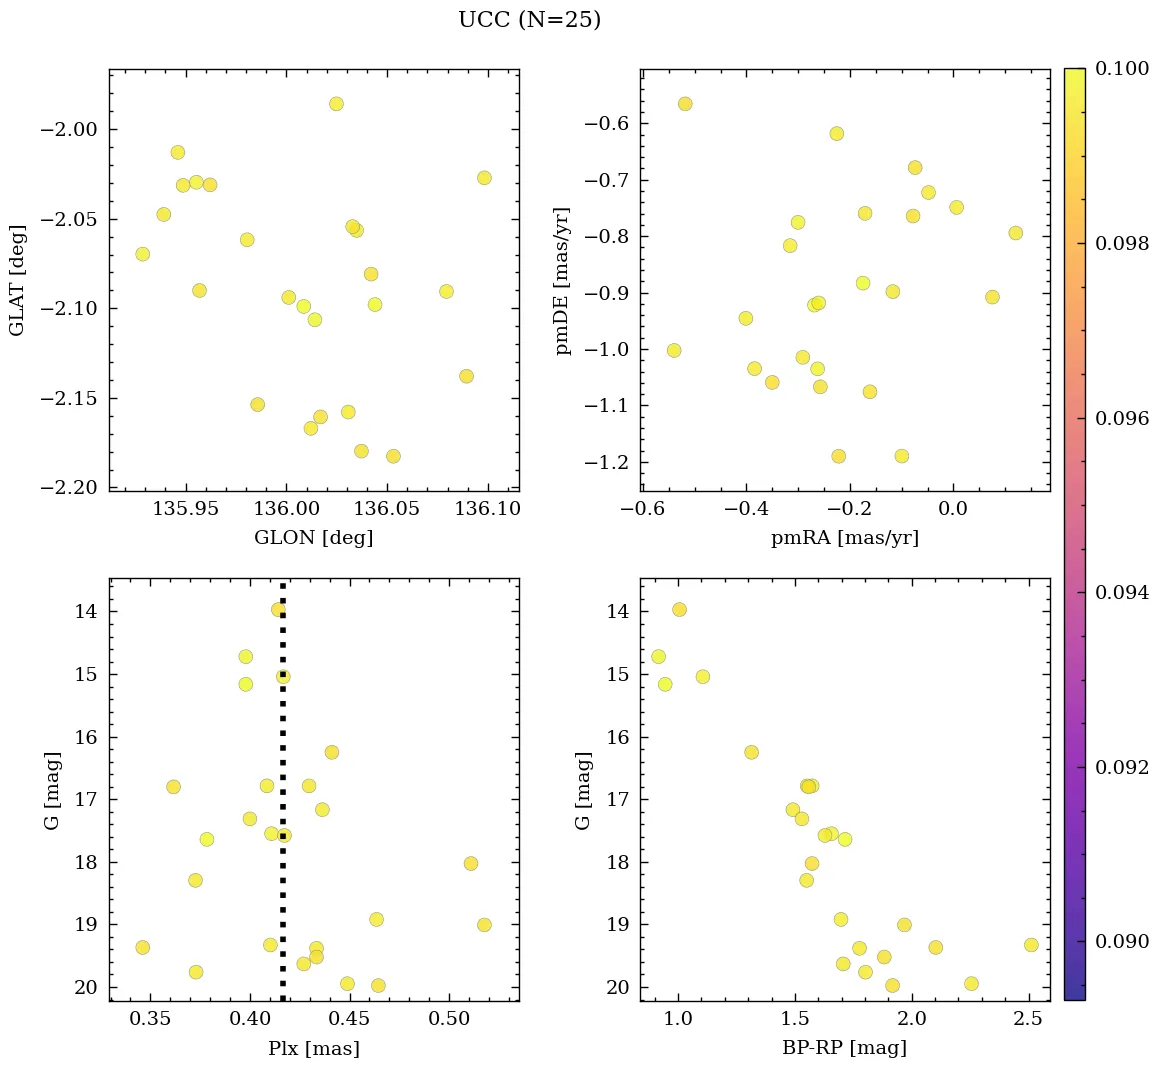 UCC (N=25)
−2.00
−2.05
−2.10
−2.15
−2.20
GLAT [deg]
135.95 136.00 136.05 136.10
GLON [deg]
−0.6
−0.7
−0.8
−0.9
−1.0
−1.1
−1.2
pmDE [mas/yr]
−0.6 −0.4 −0.2 0.0
pmRA [mas/yr]
14
15
16
17
18
19
20
G [mag]
0.35 0.40 0.45 0.50
Plx [mas]
14
15
16
17
18
19
20
G [mag]
1.0 1.5 2.0 2.5
BP-RP [mag]
0.100
0.098
0.096
0.094
0.092
0.090